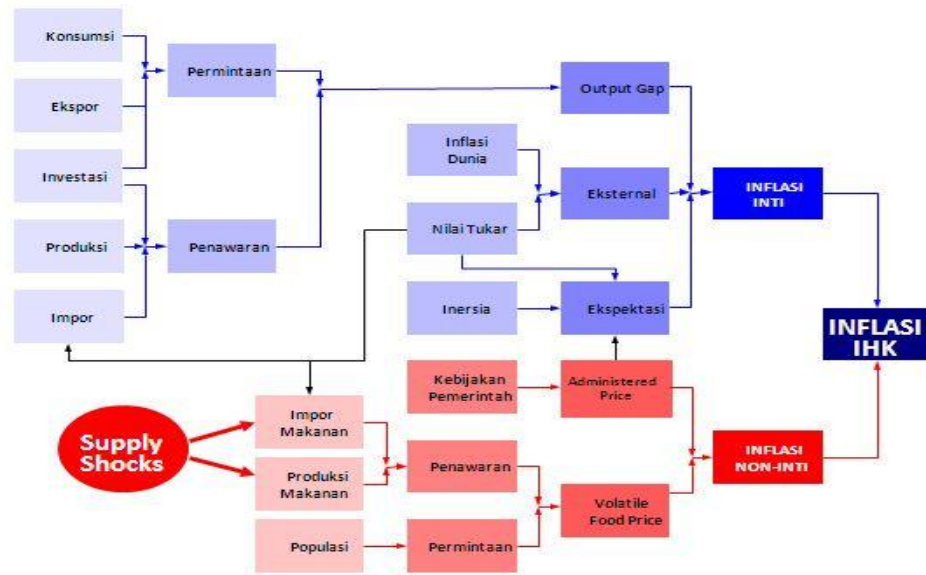 Konsumsi
Ekspor
Investasi
Produksi
Impor
Permintaan
Penawaran
Inflasi
Dunia
Nilai Tukar
Inersia
Output Gap
Eksternal
Ekspektasi
INFLASI
INTI
INFLASI
IHK
Kebijakan
Pemerintah
Administered
Price
Supply
Shocks
Impor
Makanan
Produksi
Makanan
Populasi
Penawaran
Permintaan
Volatile
Food Price
INFLASI
NON-INTI